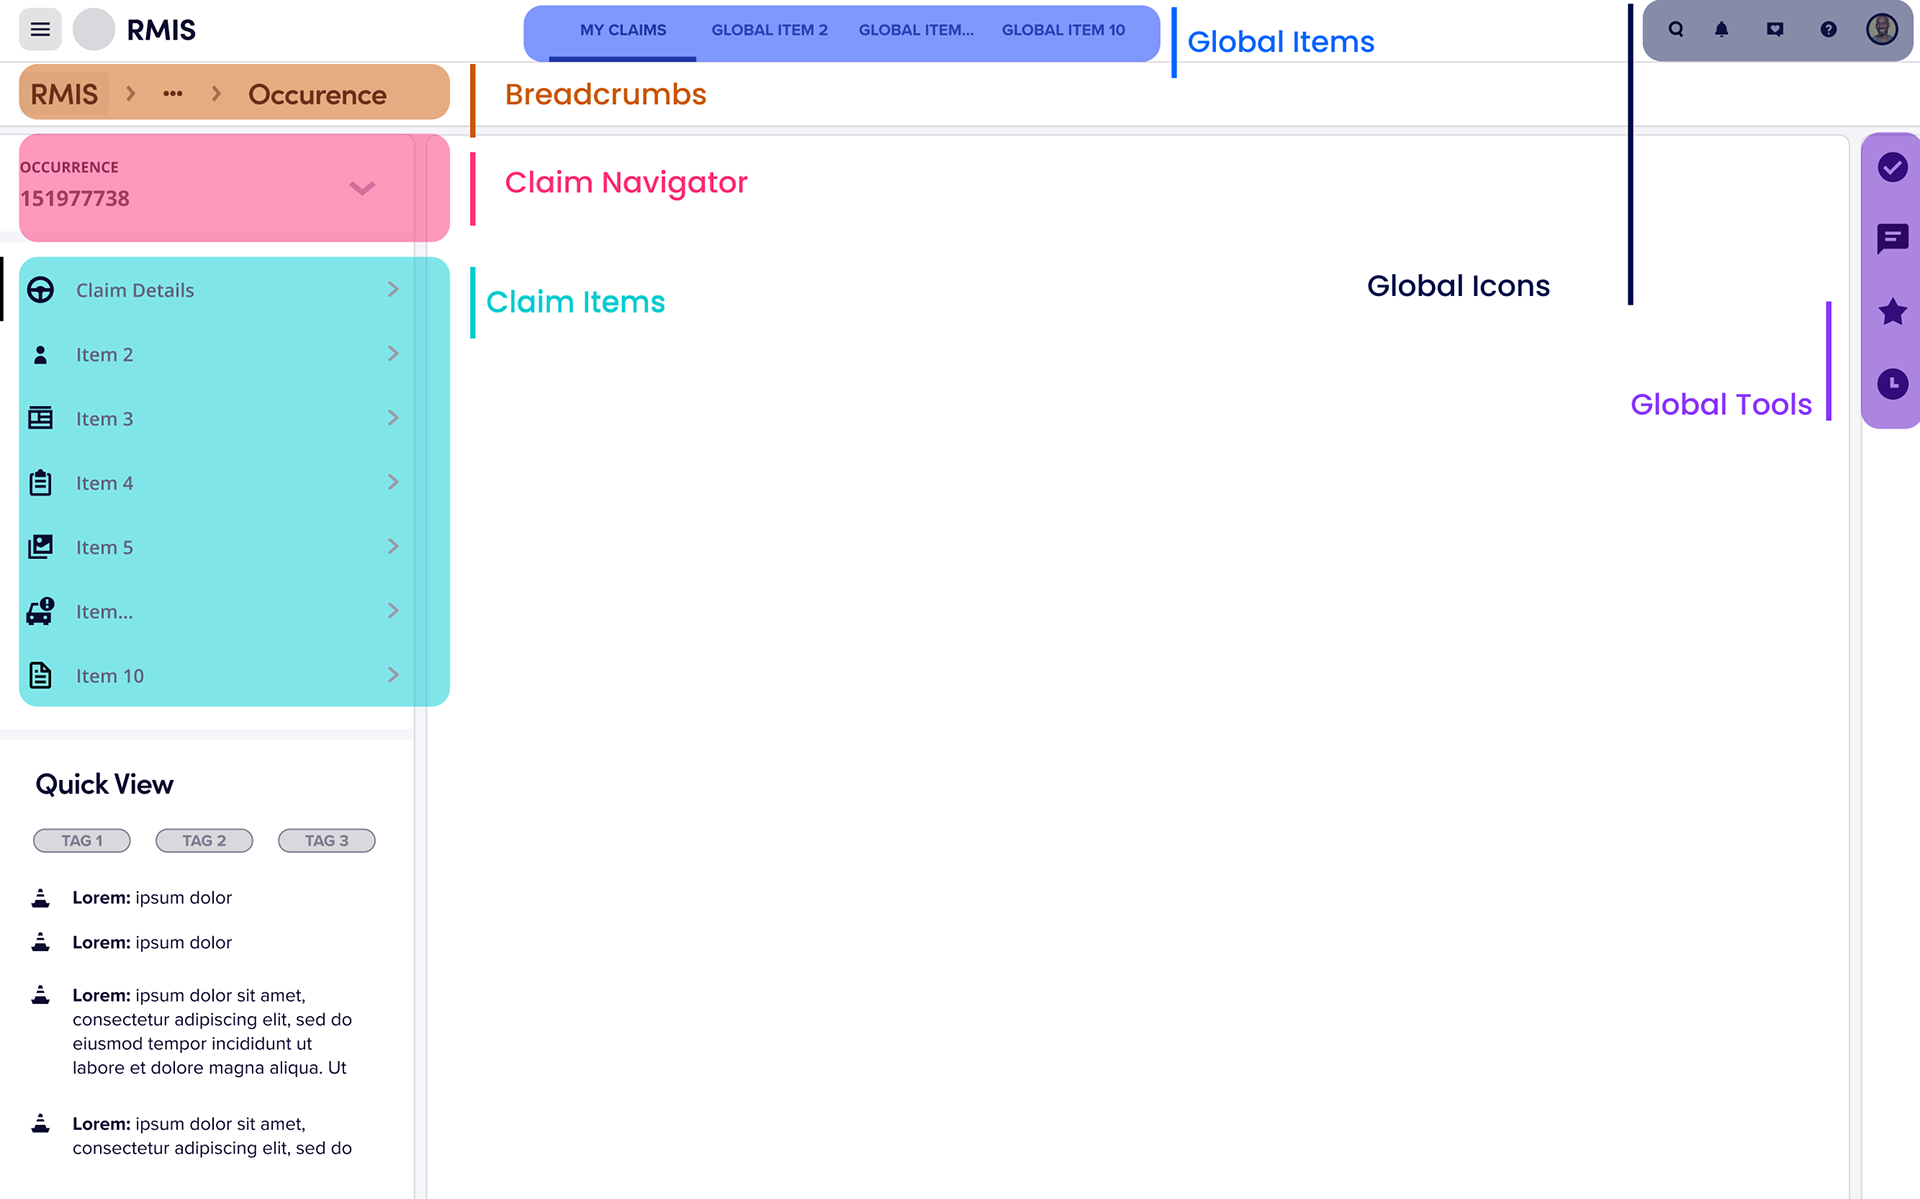 RMIS
MY CLAIMS
GLOBAL ITEM 2
GLOBAL ITEM...
GLOBAL ITEM 10
Global Items
RMIS > ··· > Occurence
Breadcrumbs
OCCURRENCE
151977738
Claim Navigator
Claim Items
Claim Details
Item 2
Item 3
Item 4
Item 5
Item...
Item 10
Global Icons
Global Tools
Quick View
TAG 1
TAG 2
TAG 3
Lorem: ipsum dolor
Lorem: ipsum dolor
Lorem: ipsum dolor sit amet,
consectetur adipiscing elit, sed do
eiusmod tempor incididunt ut
labore et dolore magna aliqua. Ut
Lorem: ipsum dolor sit amet,
consectetur adipiscing elit, sed do